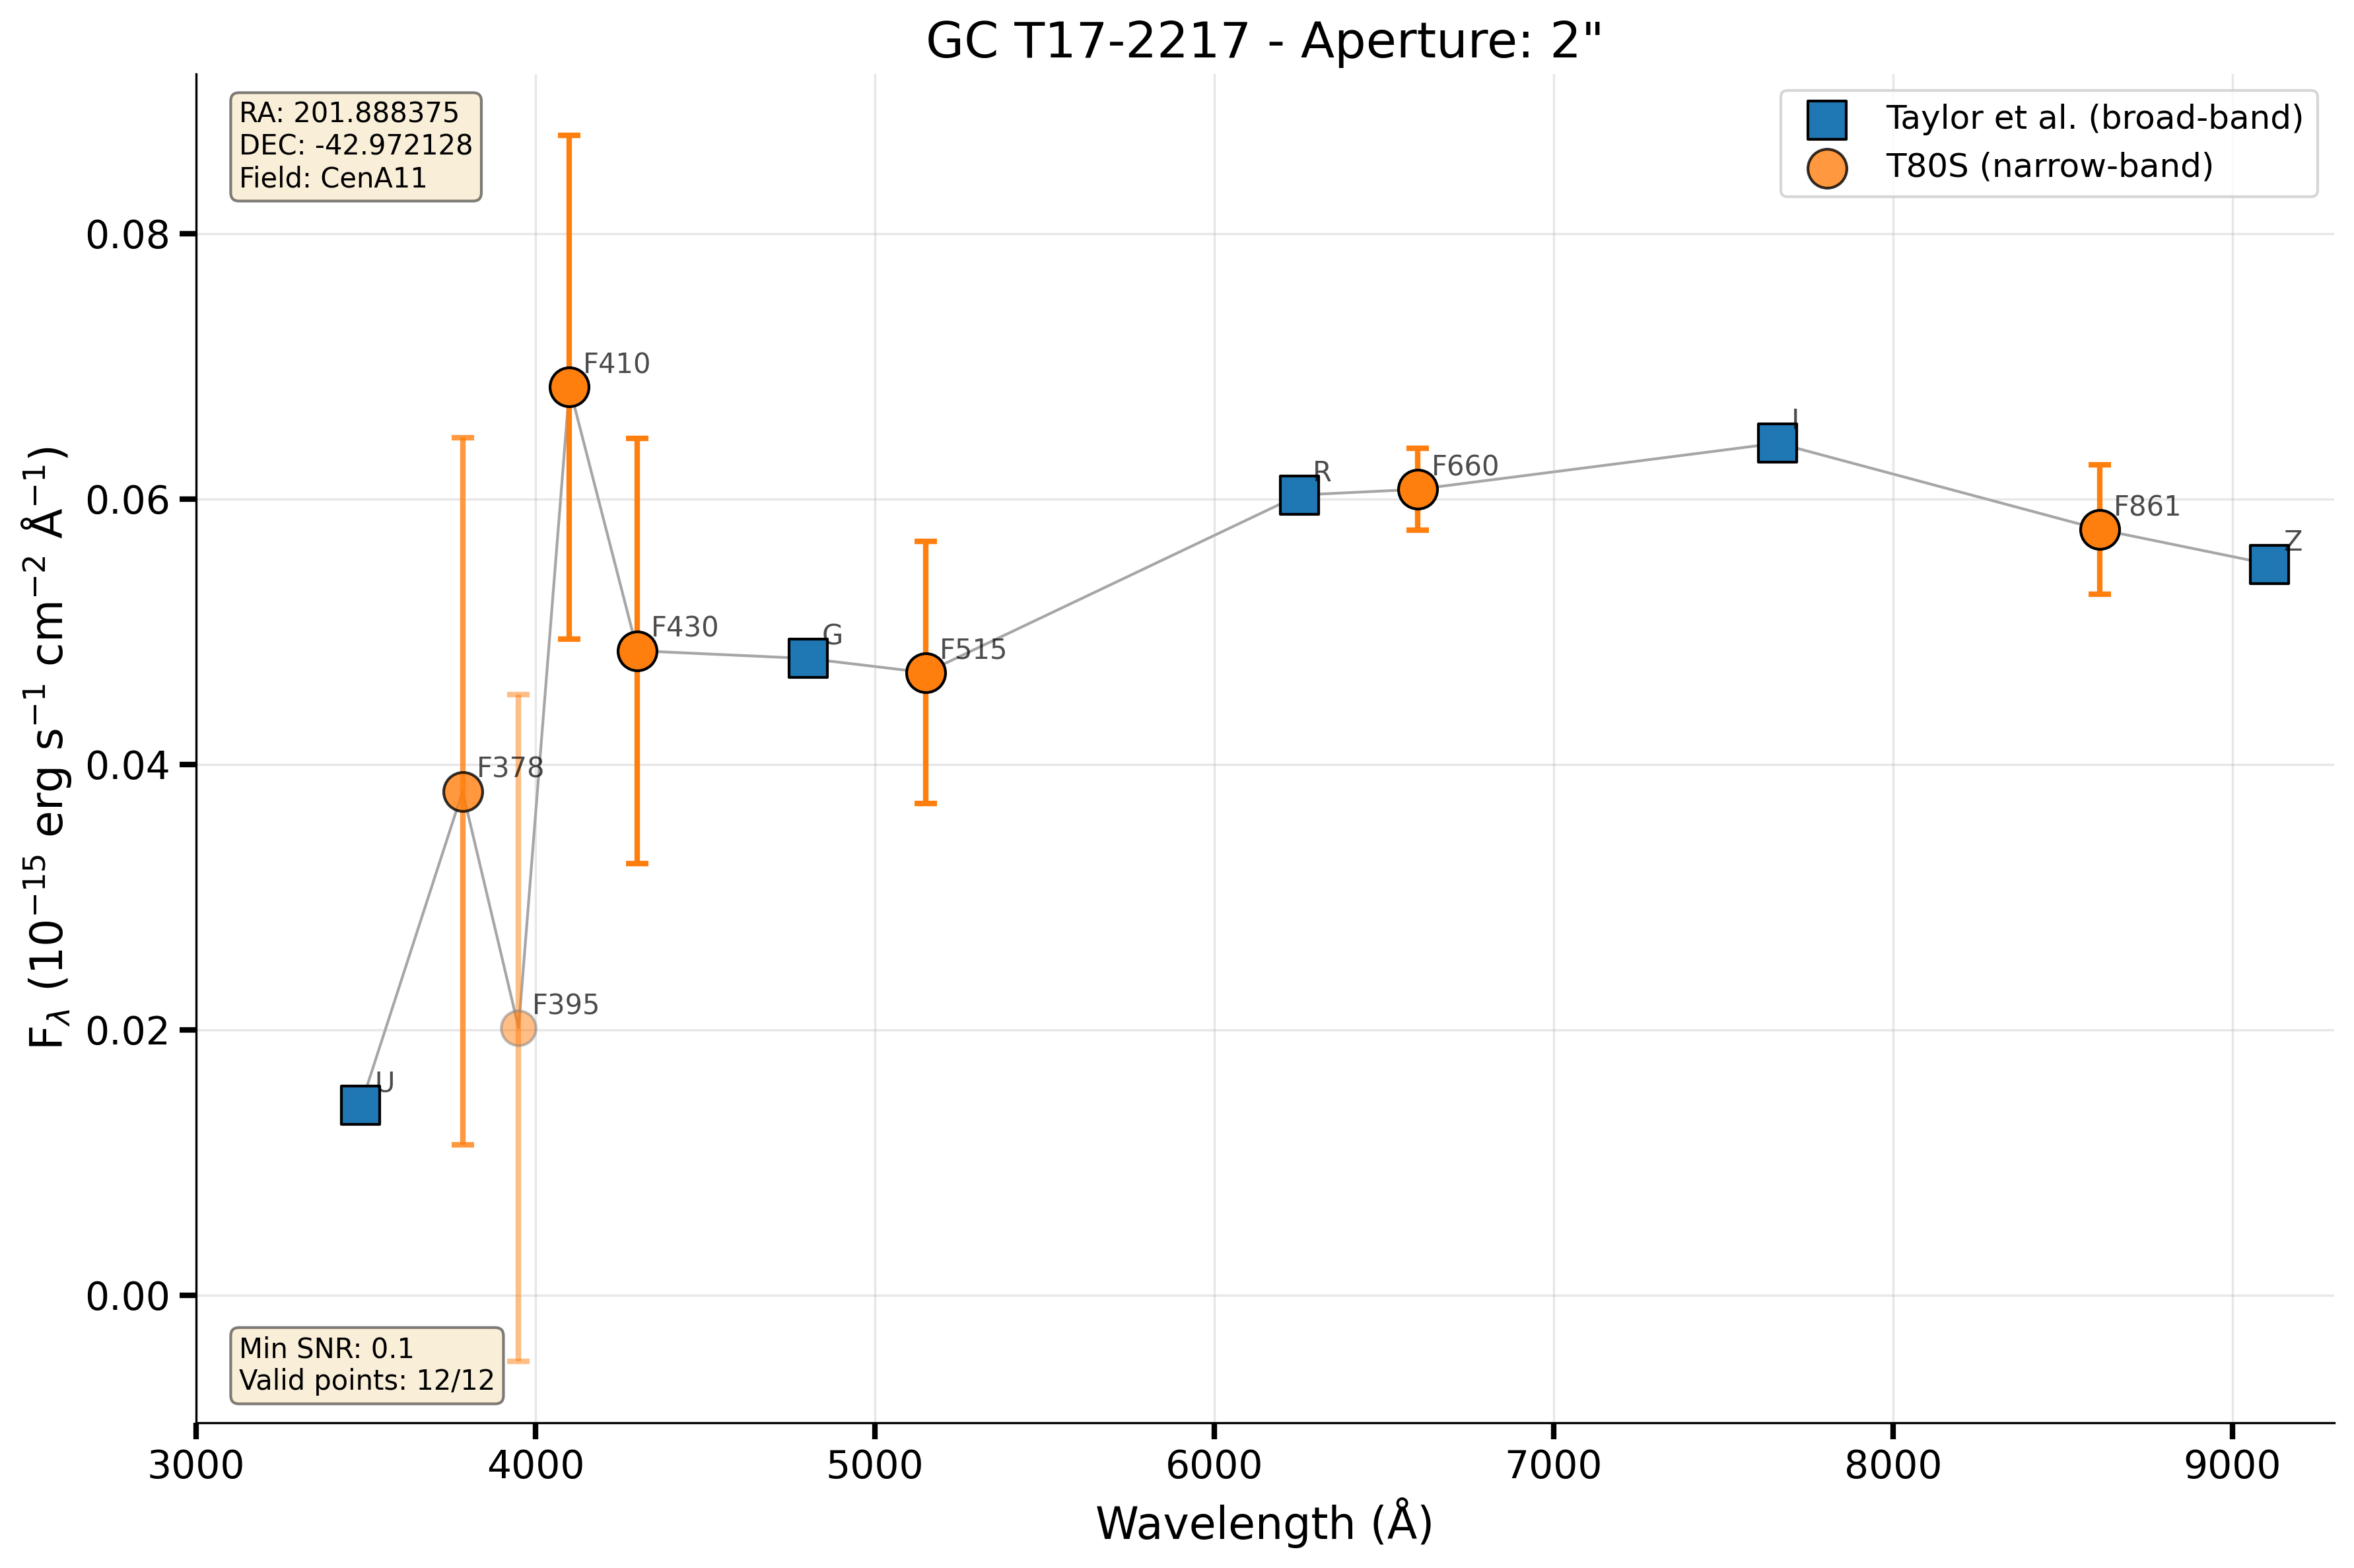 GC T17-2217 - Aperture: 2"
RA: 201.888375
DEC: -42.972128
Field: CenA11
Taylor et al. (broad-band)
T80S (narrow-band)
F410
0.08
R
F660
I
F861
Z
0.06
F430
G
F515
F378
0.04
F395
0.02
U
0.00
Fλ (10⁻¹⁵ erg s⁻¹ cm⁻² Å⁻¹)
Min SNR: 0.1
Valid points: 12/12
3000 4000 5000 6000 7000 8000 9000
Wavelength (Å)